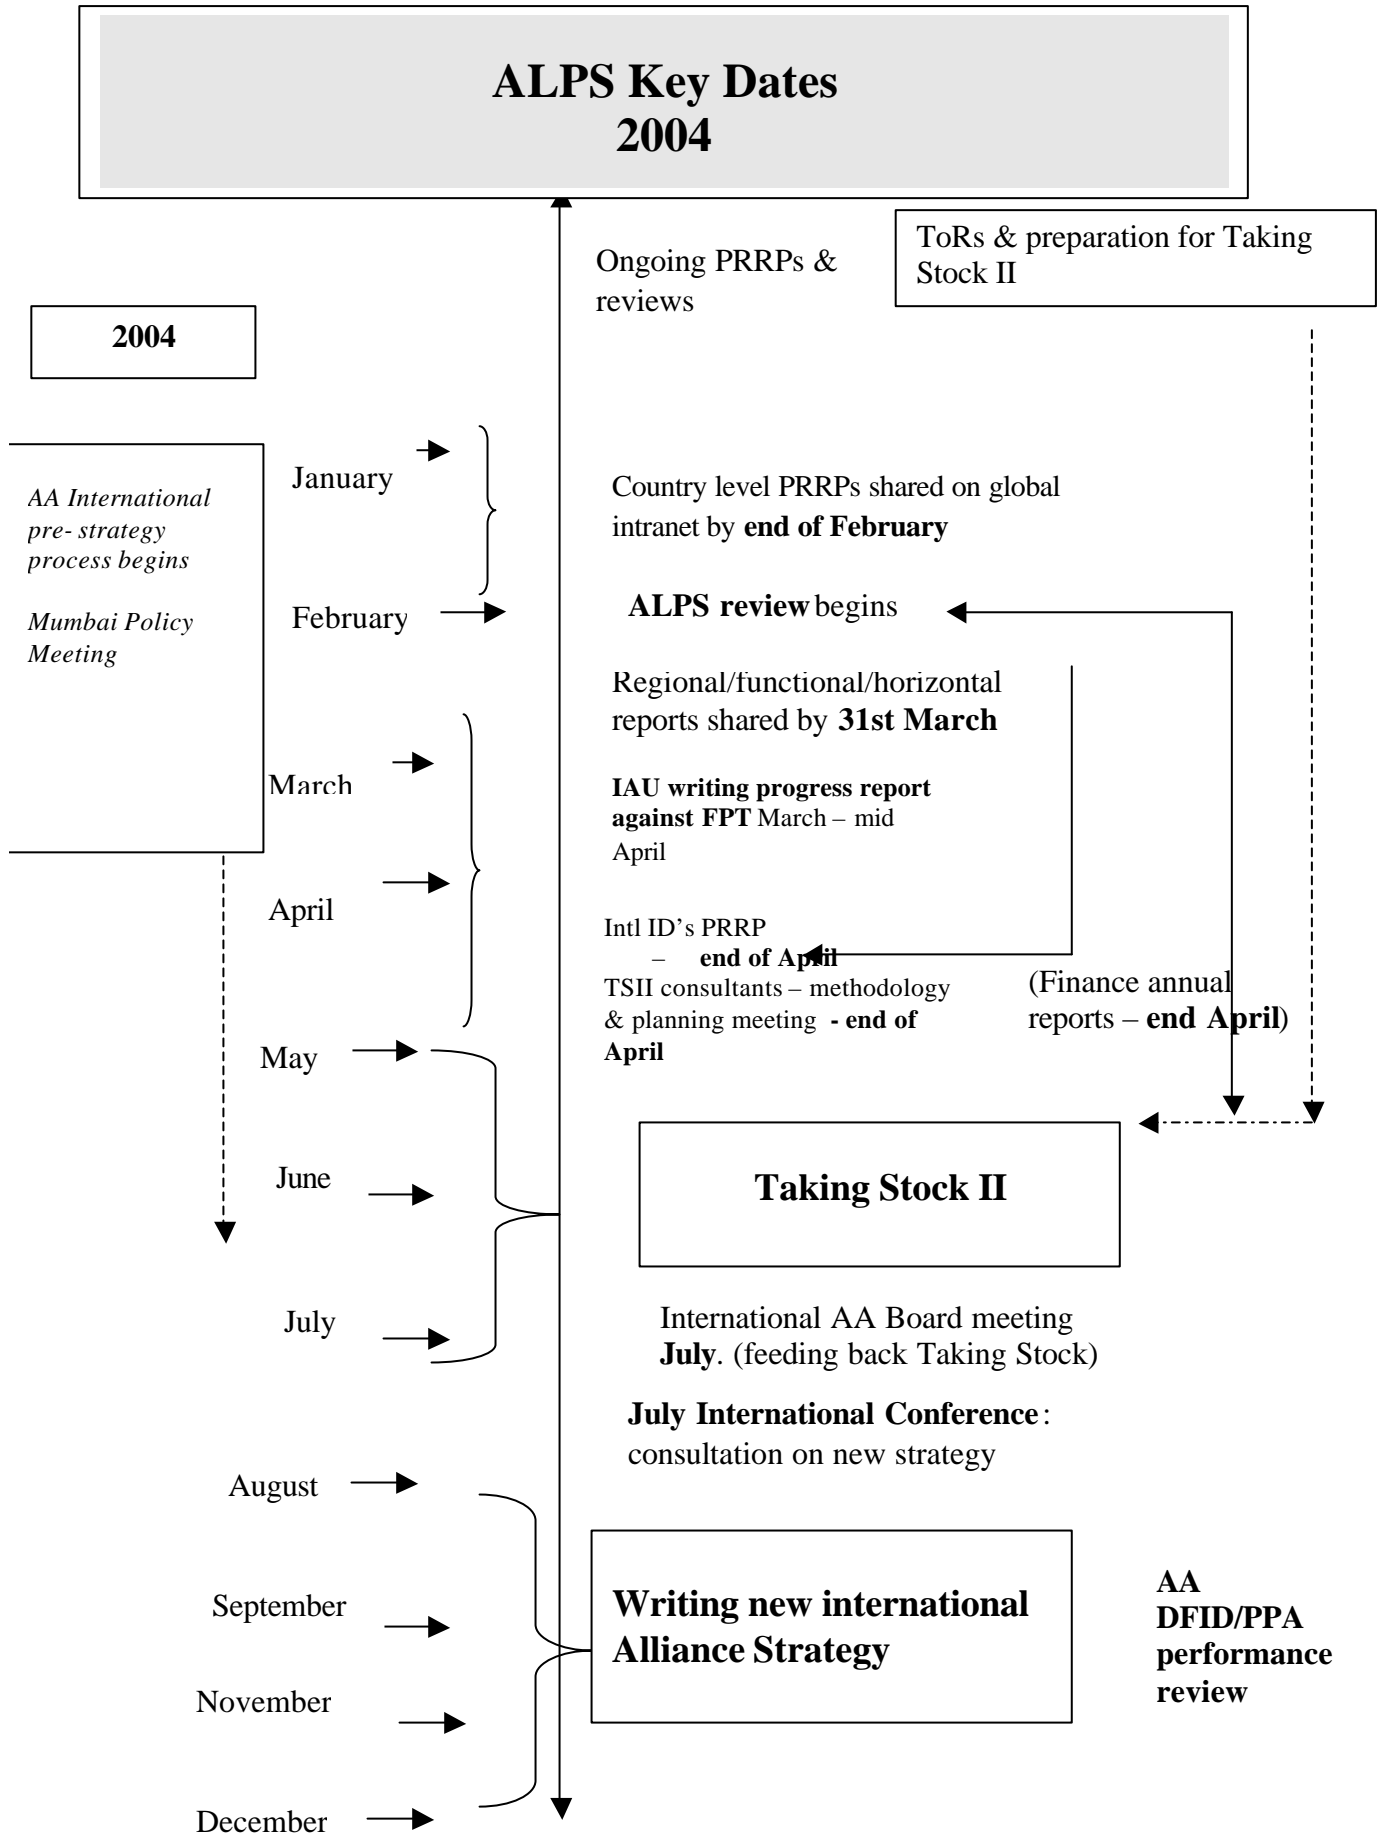 ALPS Key Dates
2004
ToRs & preparation for Taking
Stock II
Ongoing PRRPs &
reviews
2004
AA International
pre- strategy
process begins
Mumbai Policy
Meeting
January
Country level PRRPs shared on global
intranet by end of February
February
ALPS review begins
Regional/functional/horizontal
reports shared by 31st March
March
IAU writing progress report
against FPT March – mid
April
April
Intl ID’s PRRP
– end of April
TSII consultants – methodology
& planning meeting - end of
April
(Finance annual
reports – end April)
May
Taking Stock II
June
July
International AA Board meeting
July. (feeding back Taking Stock)
July International Conference:
consultation on new strategy
August
September
Writing new international
Alliance Strategy
AA
DFID/PPA
performance
review
November
December